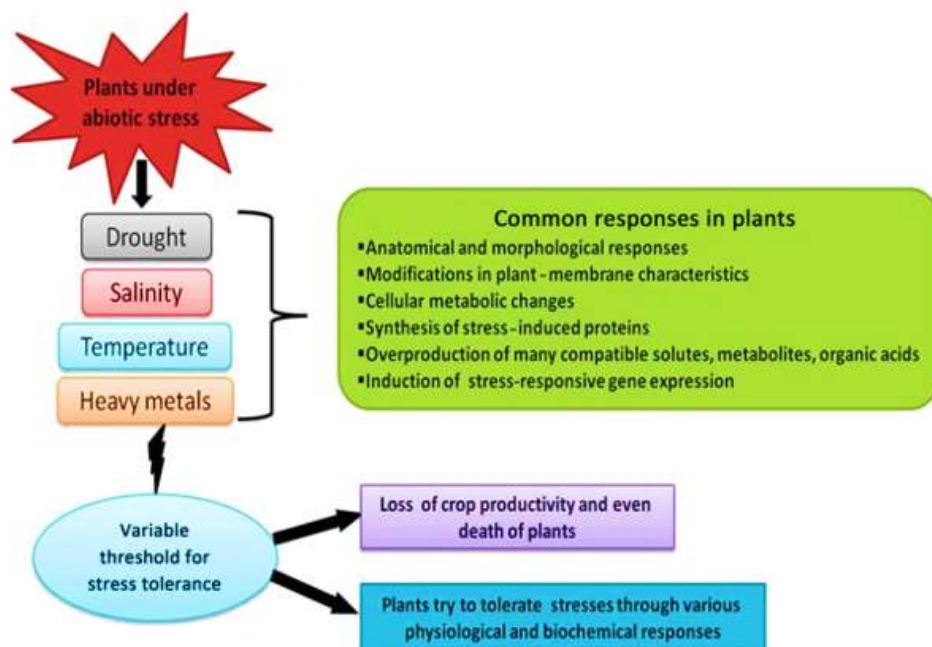 Plants under
abiotic stress
Drought
Salinity
Temperature
Heavy metals
Common responses in plants
▪Anatomical and morphological responses
▪Modifications in plant-membrane characteristics
▪Cellular metabolic changes
▪Synthesis of stress-induced proteins
▪Overproduction of many compatible solutes, metabolites, organic acids
▪Induction of stress-responsive gene expression
Variable
threshold for
stress tolerance
Loss of crop productivity and even
death of plants
Plants try to tolerate stresses through various
physiological and biochemical responses